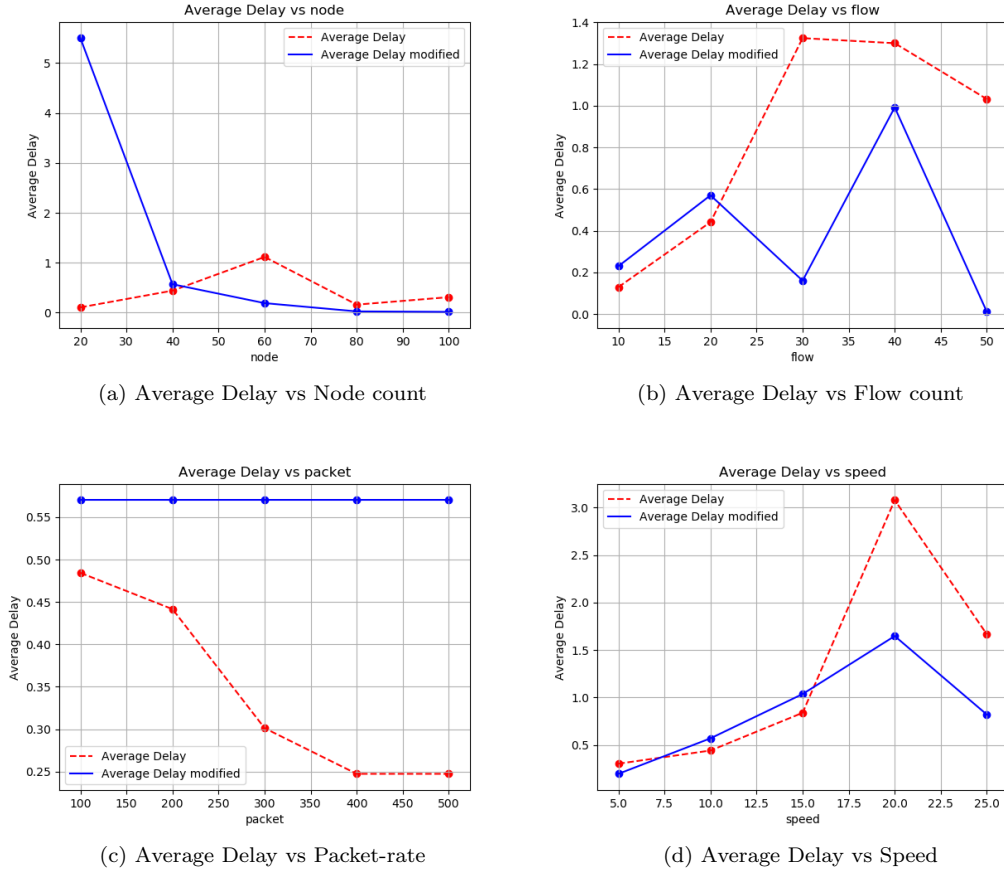 Average Delay vs node
Average Delay
Average Delay modified
5
4
3
2
1
0
Average Delay
20 30 40 50 60 70 80 90 100
node
(a) Average Delay vs Node count
Average Delay vs flow
Average Delay
Average Delay modified
1.4
1.2
1.0
0.8
0.6
0.4
0.2
0.0
Average Delay
10 15 20 25 30 35 40 45 50
flow
(b) Average Delay vs Flow count
Average Delay vs packet
0.55
0.50
0.45
0.40
0.35
0.30
0.25
Average Delay
Average Delay
Average Delay modified
100 150 200 250 300 350 400 450 500
packet
(c) Average Delay vs Packet-rate
Average Delay vs speed
Average Delay
Average Delay modified
3.0
2.5
2.0
1.5
1.0
0.5
Average Delay
5.0 7.5 10.0 12.5 15.0 17.5 20.0 22.5 25.0
speed
(d) Average Delay vs Speed